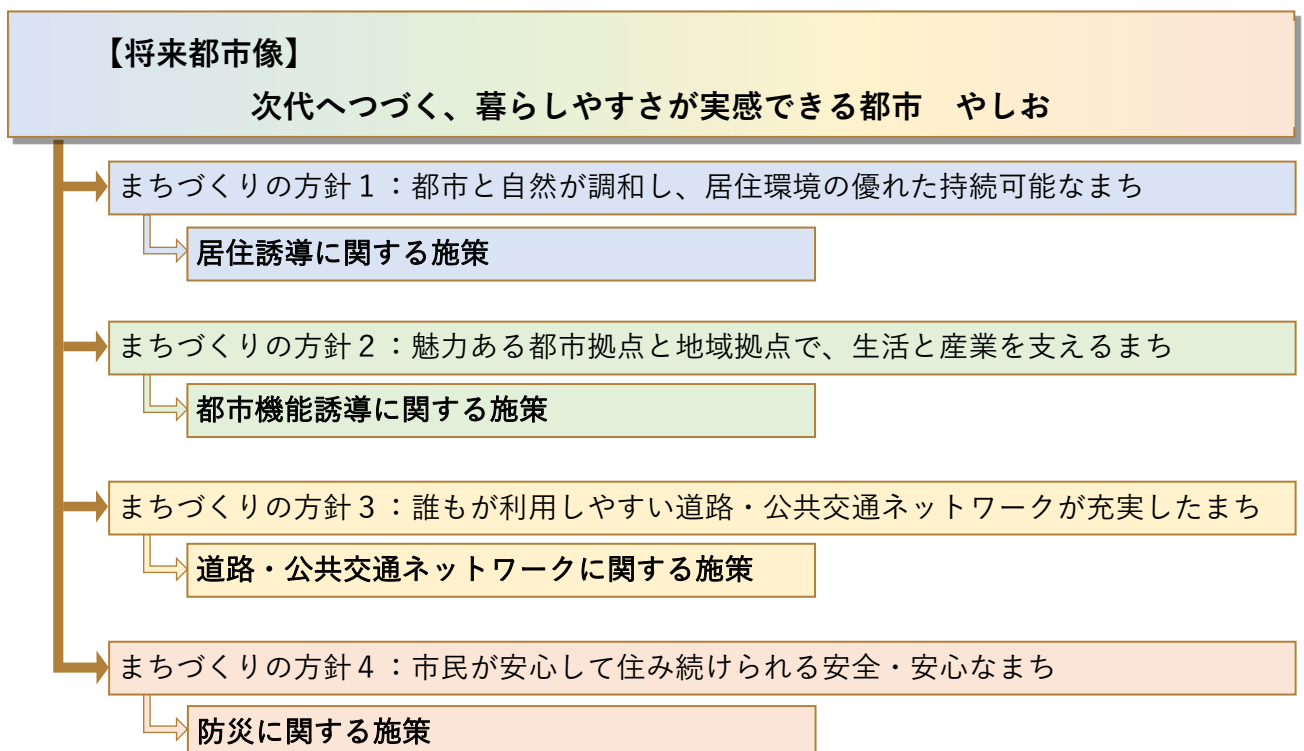 【将来都市像】
次代へつづく、暮らしやすさが実感できる都市　やしお
まちづくりの方針１：都市と自然が調和し、居住環境の優れた持続可能なまち
居住誘導に関する施策
まちづくりの方針２：魅力ある都市拠点と地域拠点で、生活と産業を支えるまち
都市機能誘導に関する施策
まちづくりの方針３：誰もが利用しやすい道路・公共交通ネットワークが充実したまち
道路・公共交通ネットワークに関する施策
まちづくりの方針４：市民が安心して住み続けられる安全・安心なまち
防災に関する施策